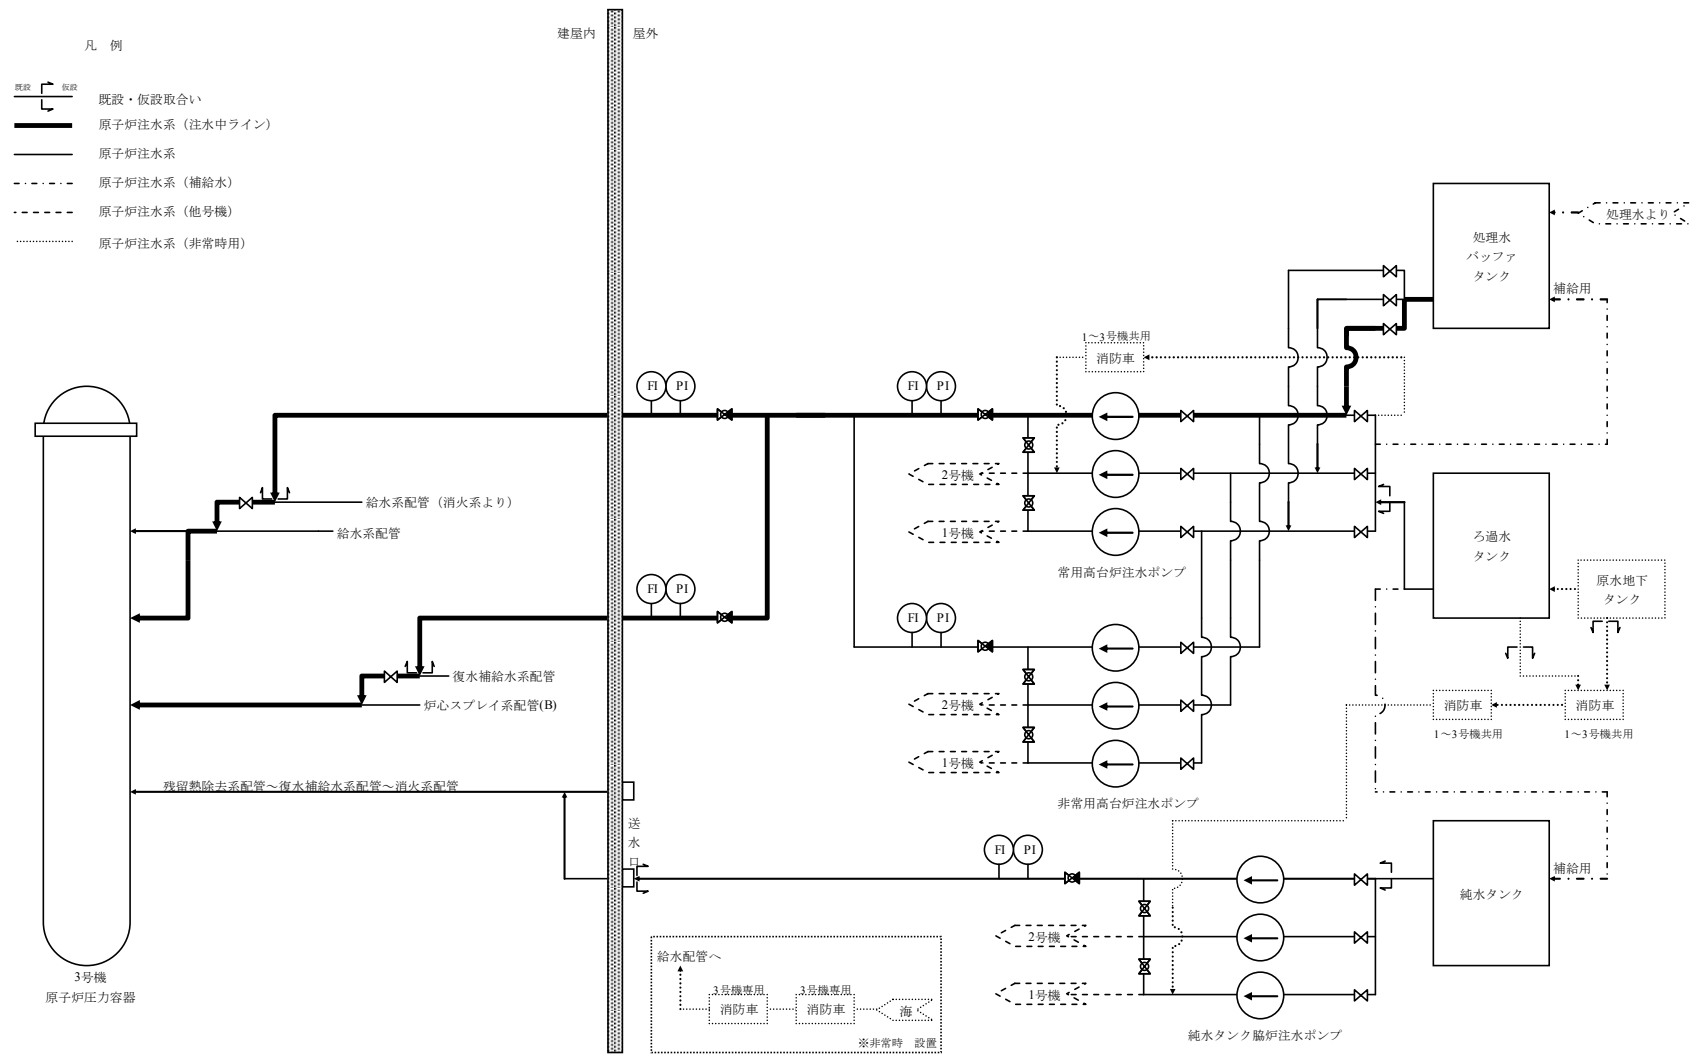 凡 例
既設 仮設
既設・仮設取合い
原子炉注水系（注水中ライン）
原子炉注水系
原子炉注水系（補給水）
原子炉注水系（他号機）
原子炉注水系（非常時用）
建屋内 屋外
処理水より
処理水
バッファ
タンク
補給用
1～3号機共用
消防車
FI PI
FI PI
2号機
1号機
常用高台炉注水ポンプ
給水系配管（消火系より）
給水系配管
ろ過水
タンク
原水地下
タンク
FI PI
FI PI
復水補給水系配管
炉心スプレイ系配管(B)
2号機
1号機
非常用高台炉注水ポンプ
消防車
1～3号機共用
消防車
1～3号機共用
残留熱除去系配管～復水補給水系配管～消火系配管
送
水
口
FI PI
補給用
純水タンク
2号機
1号機
純水タンク脇炉注水ポンプ
3号機
原子炉圧力容器
給水配管へ
3号機専用
消防車
3号機専用
消防車
海
※非常時 設置